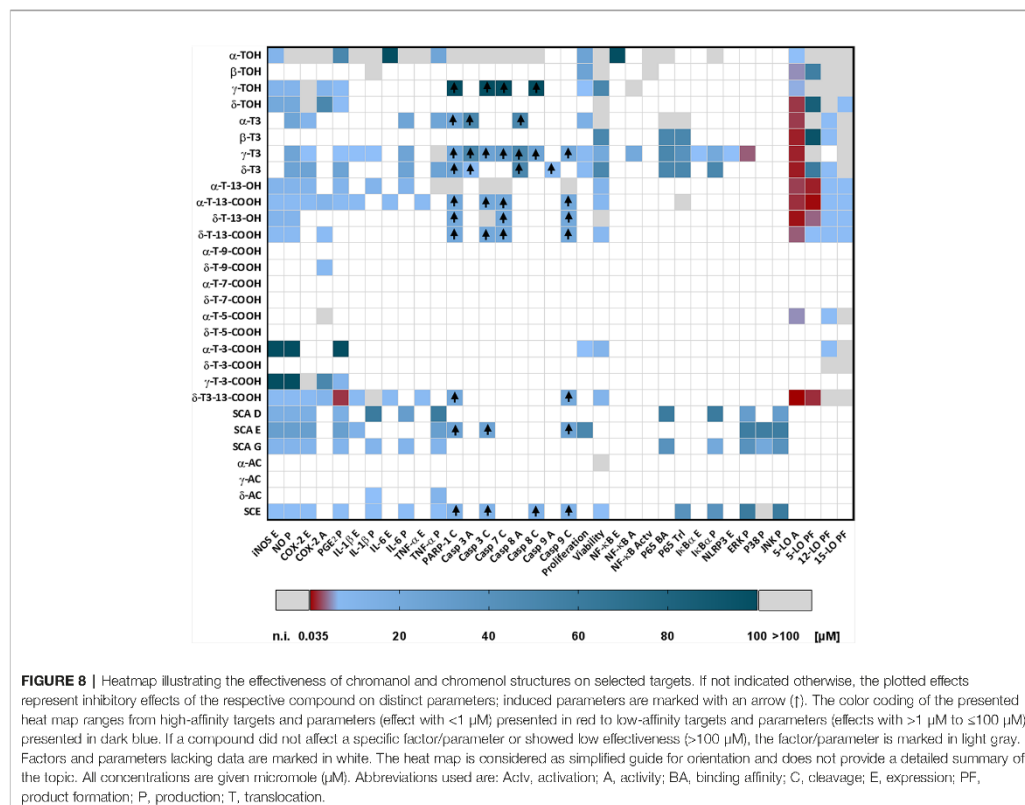 α-TOH
β-TOH
γ-TOH
δ-TOH
α-T3
β-T3
γ-T3
δ-T3
α-T-13-OH
α-T-13-COOH
δ-T-13-OH
δ-T-13-COOH
α-T-9-COOH
δ-T-9-COOH
α-T-7-COOH
δ-T-7-COOH
α-T-5-COOH
δ-T-5-COOH
α-T-3-COOH
δ-T-3-COOH
γ-T-3-COOH
δ-T3-13-COOH
SCA D
SCA E
SCA G
α-AC
γ-AC
δ-AC
SCE
iNOS E
NO P
COX-2 E
COX-2 A
PGE2 P
IL-1β E
IL-1β P
IL-6 E
IL-6 P
TNF-α E
TNF-α P
PARP-1 C
Casp 3 A
Casp 3 C
Casp 7 C
Casp 8 A
Casp 8 C
Casp 9 A
Casp 9 C
Proliferation
Viability
NF-κB E
NF-κB A
NF-κB Actv
P65 BA
P65 Trl
IκBα E
IκBα P
NLRP3 E
ERK P
P38 P
JNK P
5-LO A
5-LO PF
12-LO PF
15-LO PF
n.i. 0.035 20 40 60 80 100 >100 [µM]
FIGURE 8 | Heatmap illustrating the effectiveness of chromanol and chromenol structures on selected targets. If not indicated otherwise, the plotted effects
represent inhibitory effects of the respective compound on distinct parameters; induced parameters are marked with an arrow (↑). The color coding of the presented
heat map ranges from high-affinity targets and parameters (effect with <1 µM) presented in red to low-affinity targets and parameters (effects with >1 µM to ≤100 µM)
presented in dark blue. If a compound did not affect a specific factor/parameter or showed low effectiveness (>100 µM), the factor/parameter is marked in light gray.
Factors and parameters lacking data are marked in white. The heat map is considered as simplified guide for orientation and does not provide a detailed summary of
the topic. All concentrations are given micromole (µM). Abbreviations used are: Actv, activation; A, activity; BA, binding affinity; C, cleavage; E, expression; PF,
product formation; P, production; T, translocation.